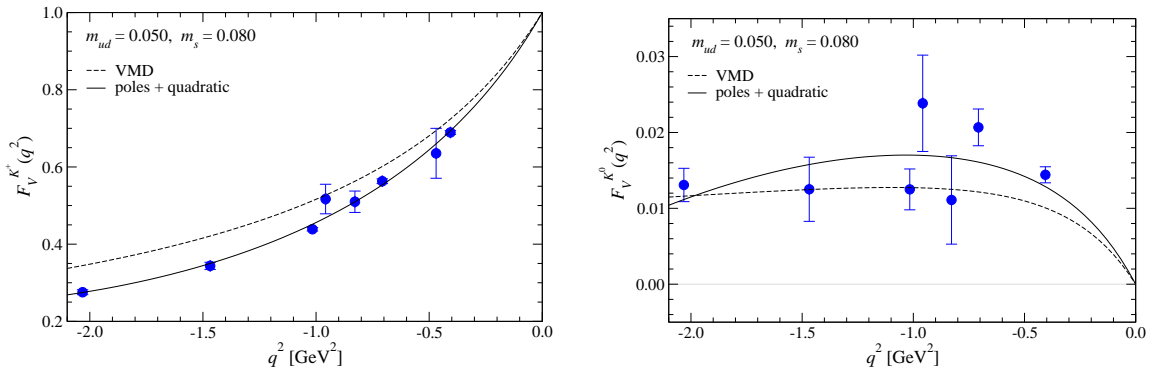 m_ud = 0.050, m_s = 0.080
VMD
poles + quadratic
F_V^{K^+}(q^2)
1.0
0.8
0.6
0.4
0.2
-2.0 -1.5 -1.0 -0.5 0.0
q^2 [GeV^2]
m_ud = 0.050, m_s = 0.080
VMD
poles + quadratic
F_V^{K^0}(q^2)
0.03
0.02
0.01
0.00
-2.0 -1.5 -1.0 -0.5 0.0
q^2 [GeV^2]